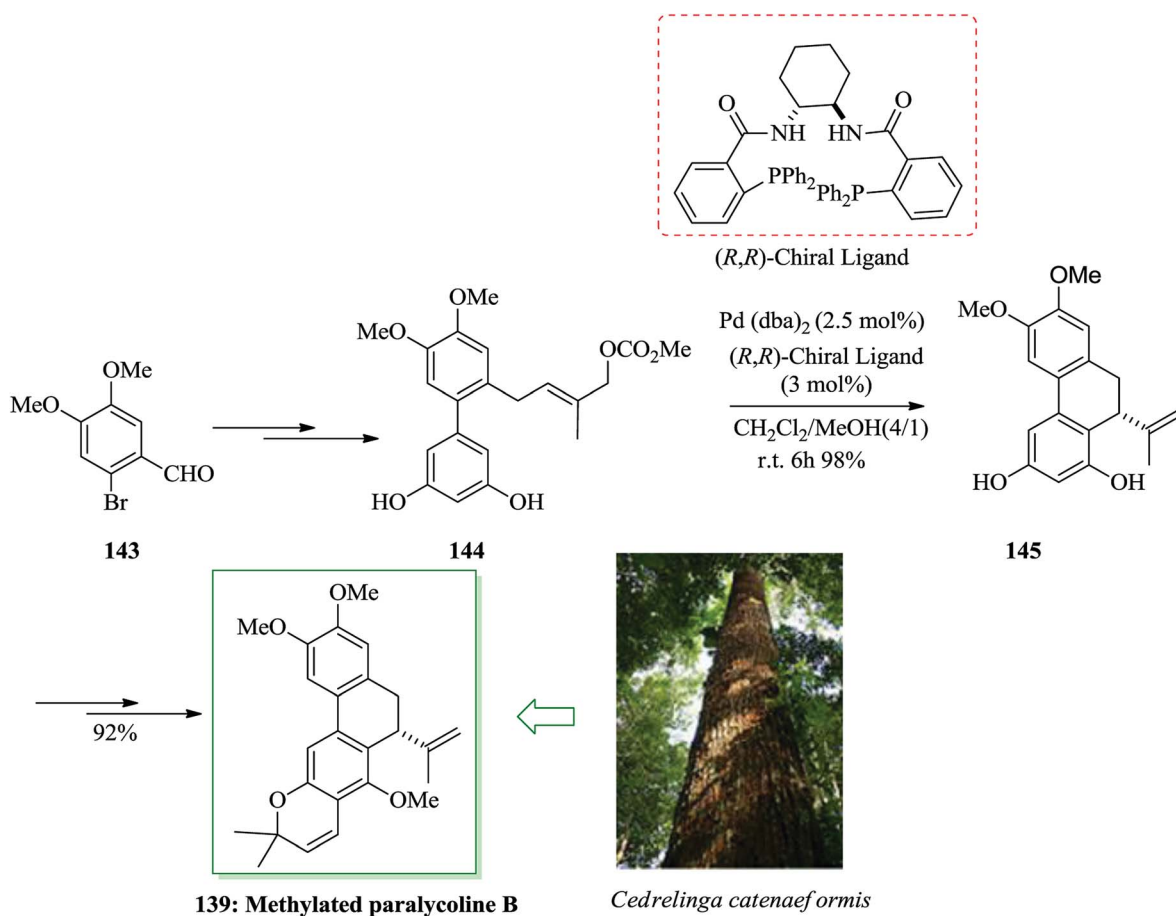 O
NH
HN
O
PPh₂
Ph₂P
(R,R)-Chiral Ligand
OMe
MeO
CHO
Br
143
OMe
MeO
OCO₂Me
HO
OH
144
Pd (dba)₂ (2.5 mol%)
(R,R)-Chiral Ligand
(3 mol%)
CH₂Cl₂/MeOH(4/1)
r.t. 6h 98%
OMe
MeO
HO
OH
145
92%
OMe
MeO
O
OMe
139: Methylated paralycoline B
Cedrelinga catenaef ormis